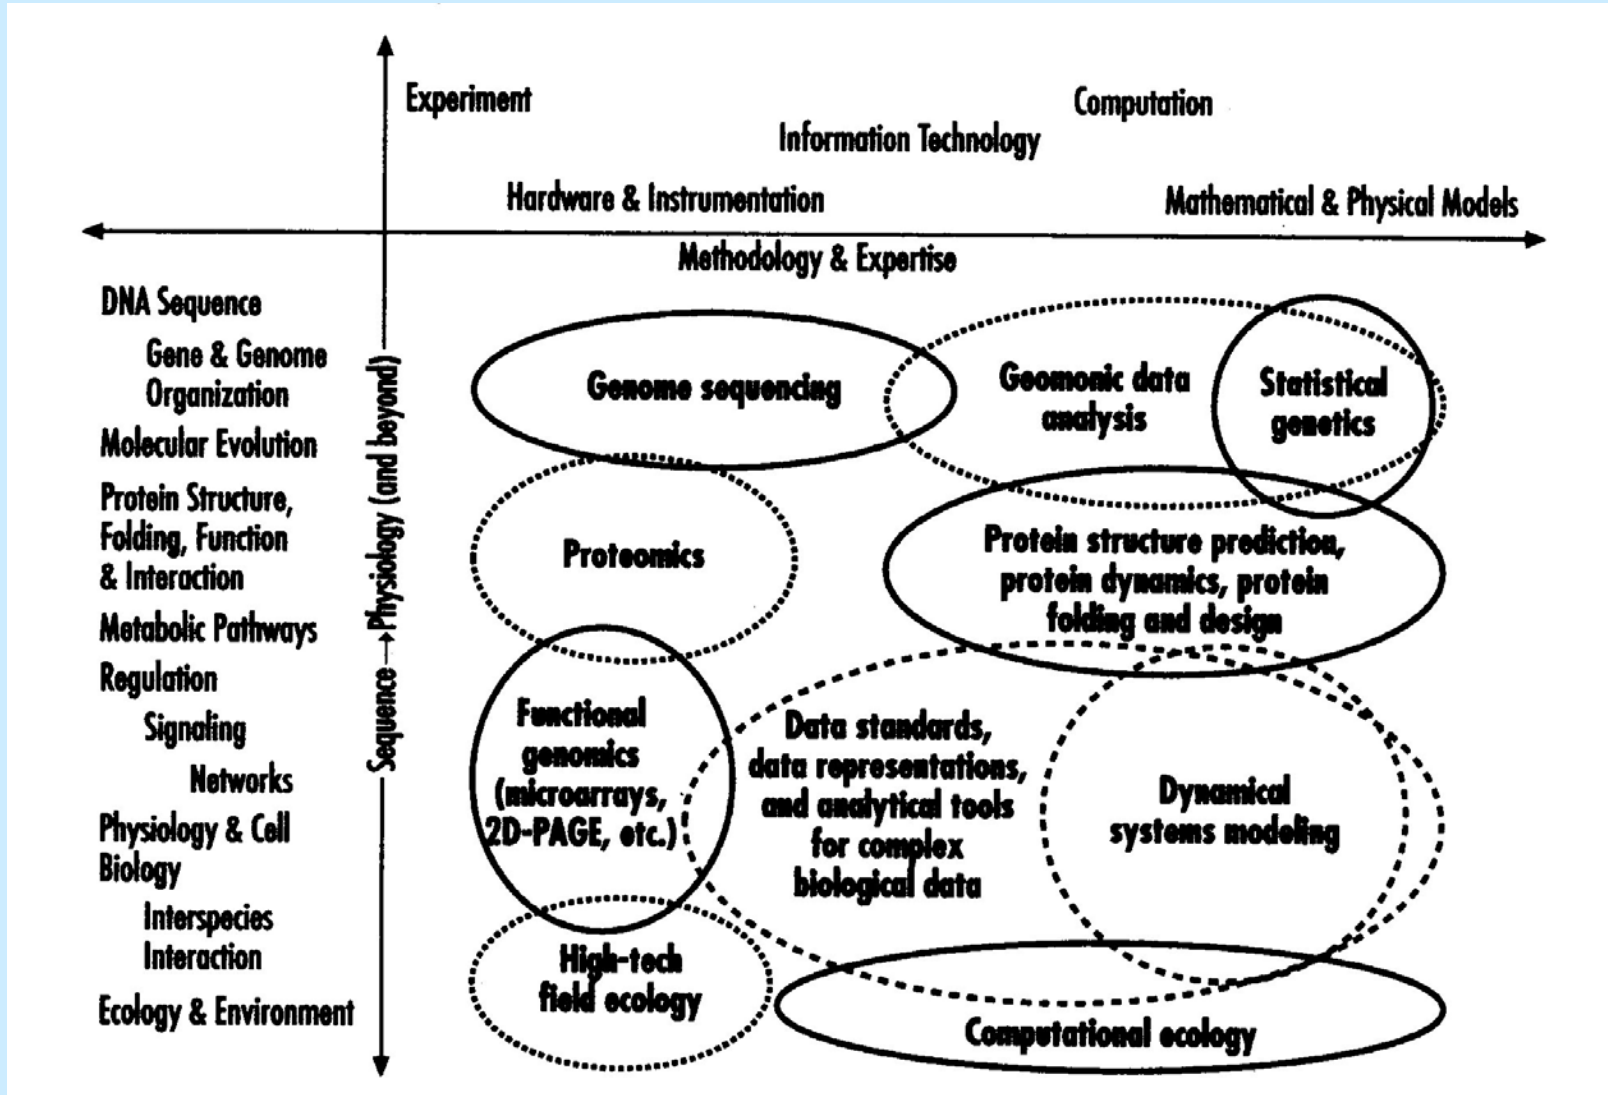 Experiment
Computation
Information Technology
Hardware & Instrumentation
Mathematical & Physical Models
Methodology & Expertise
DNA Sequence
Gene & Genome
Organization
Molecular Evolution
Protein Structure,
Folding, Function
& Interaction
Metabolic Pathways
Regulation
Signaling
Networks
Physiology & Cell
Biology
Interspecies
Interaction
Ecology & Environment
Sequence → Physiology (and beyond)
Genome sequencing
Geomonic data
analysis
Statistical
genetics
Proteomics
Protein structure prediction,
protein dynamics, protein
folding and design
Functional
genomics
(microarrays,
2D-PAGE, etc.)
Data standards,
data representations,
and analytical tools
for complex
biological data
Dynamical
systems modeling
High-tech
field ecology
Computational ecology